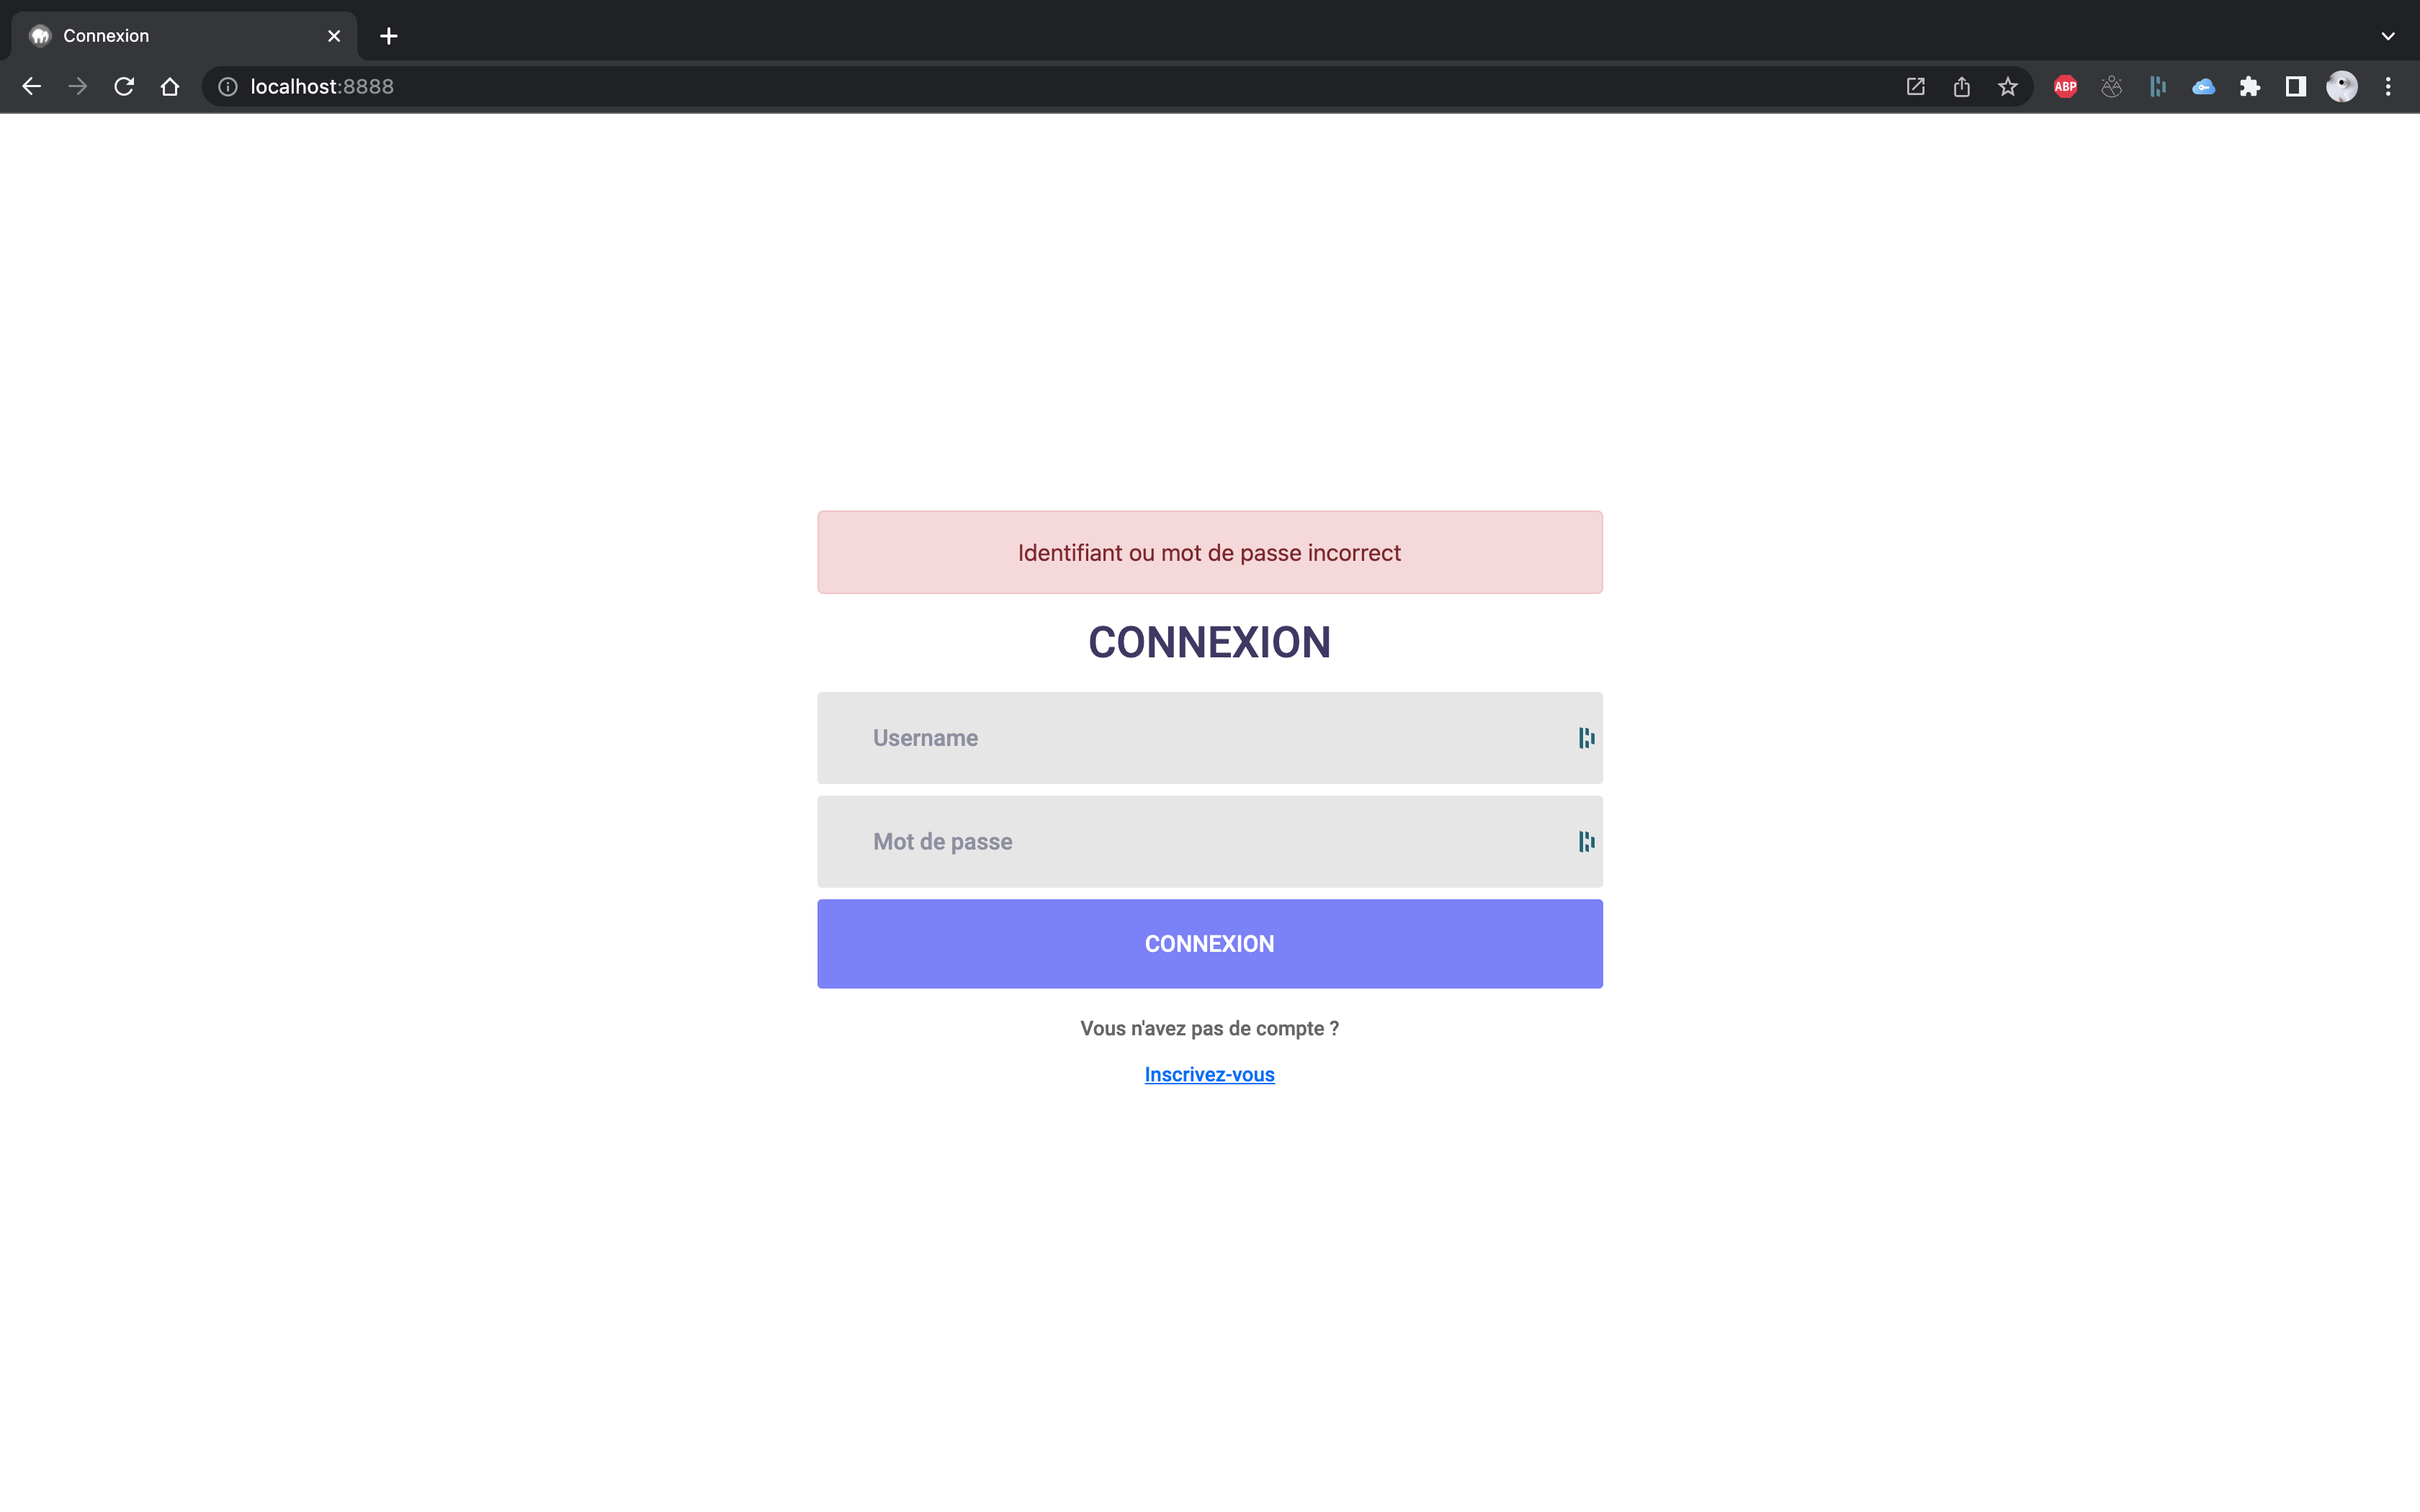 Connexion
localhost:8888
ABP
Identifiant ou mot de passe incorrect
CONNEXION
Username
Mot de passe
CONNEXION
Vous n'avez pas de compte ?
Inscrivez-vous